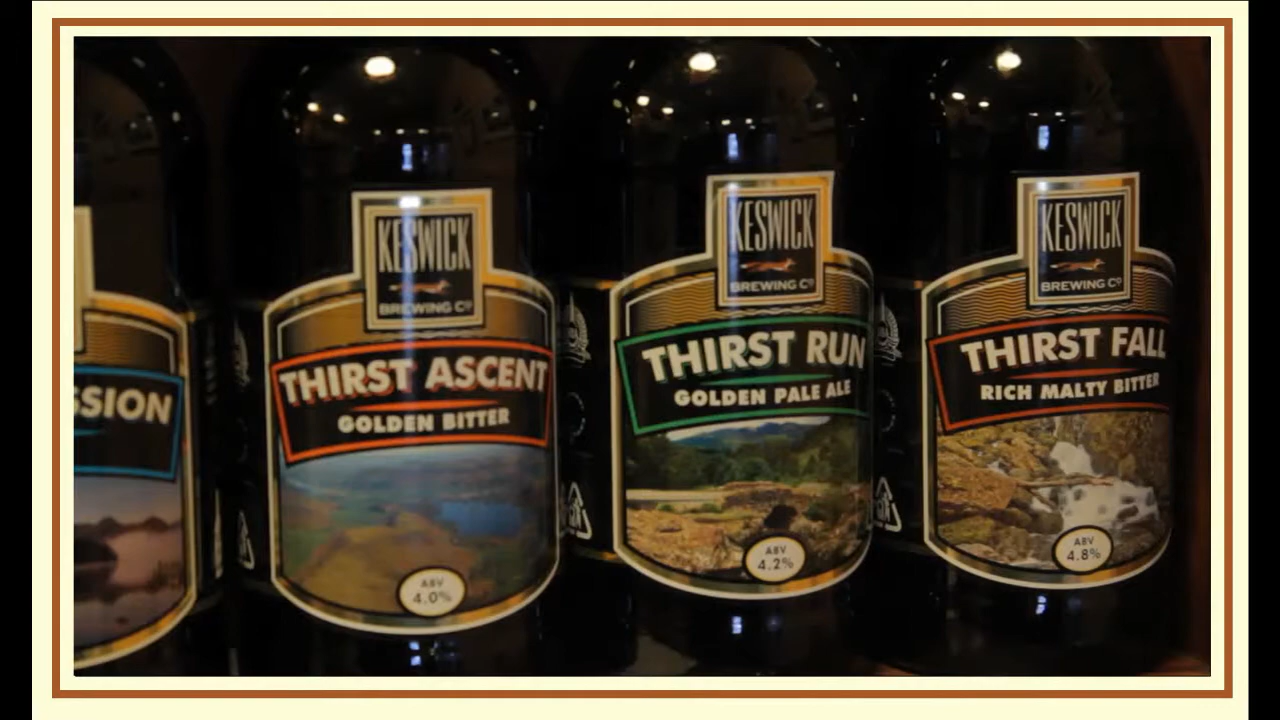 SSION
KESWICK
BREWING Cº
THIRST ASCENT
GOLDEN BITTER
ABV
4.0%
KESWICK
BREWING Cº
THIRST RUN
GOLDEN PALE ALE
ABV
4.2%
KESWICK
BREWING Cº
THIRST FALL
RICH MALTY BITTER
ABV
4.8%